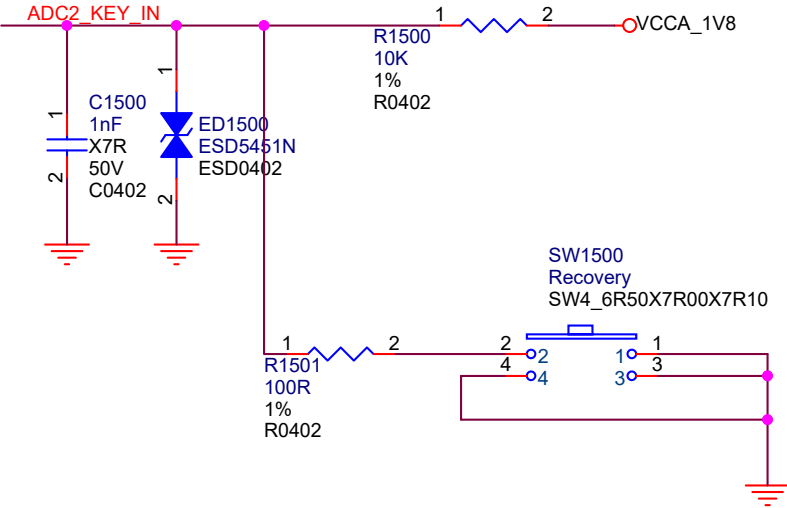 ADC2_KEY_IN
1
2
VCCA_1V8
R1500
10K
1%
R0402
1
2
C1500
1nF
X7R
50V
C0402
1
2
ED1500
ESD5451N
ESD0402
SW1500
Recovery
SW4_6R50X7R00X7R10
1
2
R1501
100R
1%
R0402
2
2
1
1
4
4
3
3